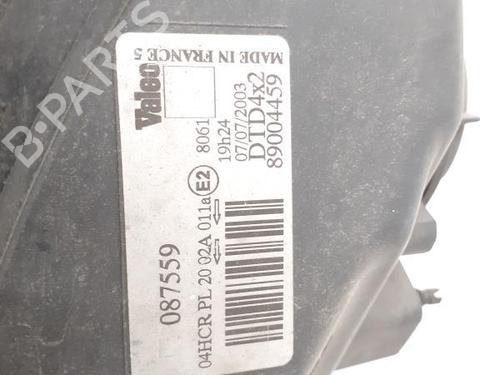 Valeo
MADE IN FRANCE 5
8061
19h24
07/07/2003
DTD4x2
89004459
E2
087559
04HCR PL 20 02A 011a
B-PARTS